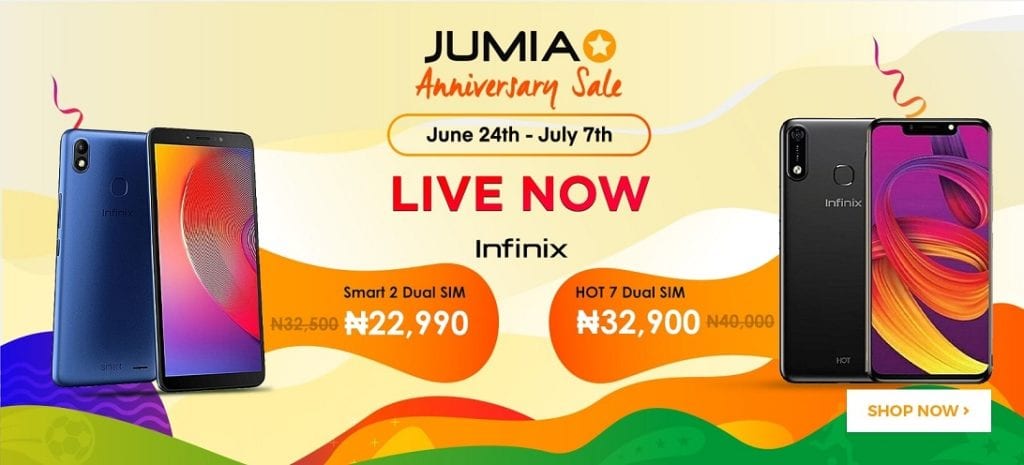 JUMIA
Anniversary Sale
June 24th - July 7th
LIVE NOW
Infinix
Smart 2 Dual SIM
₦32,500 ₦22,990
HOT 7 Dual SIM
₦32,900 ₦40,000
Infinix
smart
Infinix
HOT
SHOP NOW ›